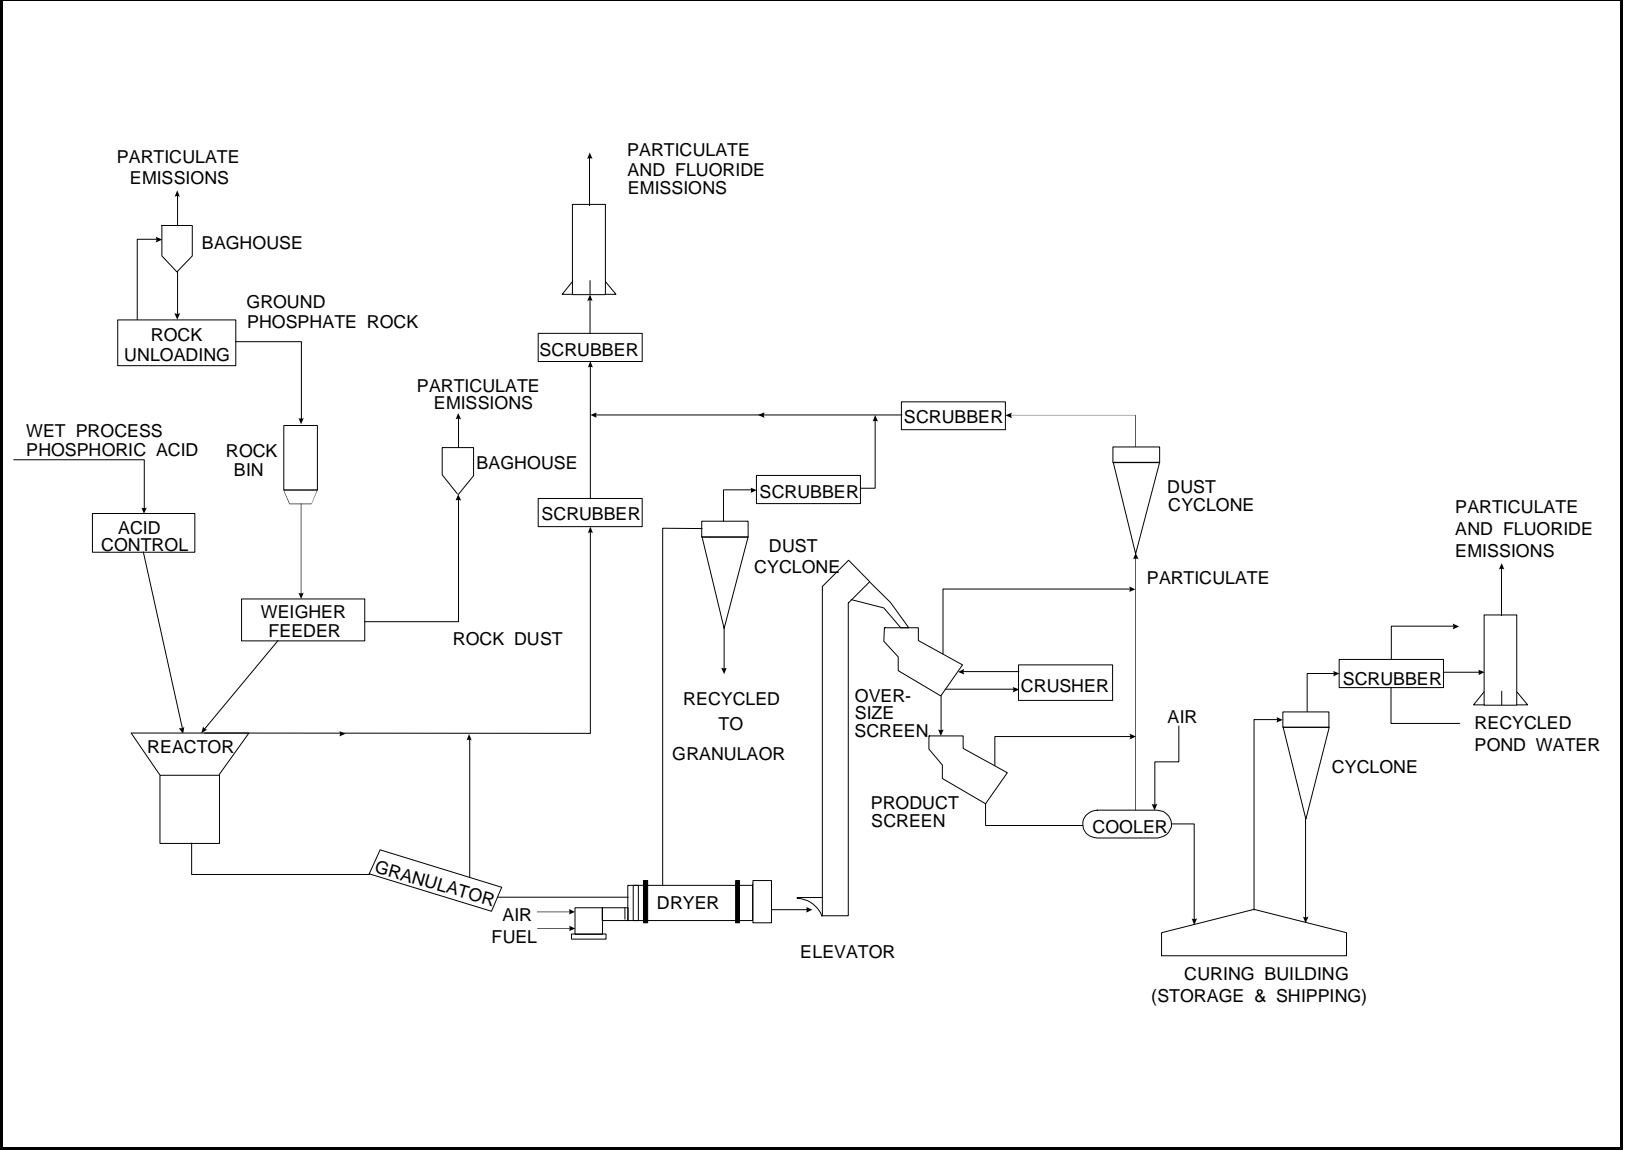 PARTICULATE
EMISSIONS
BAGHOUSE
GROUND
PHOSPHATE ROCK
ROCK
UNLOADING
PARTICULATE
AND FLUORIDE
EMISSIONS
SCRUBBER
PARTICULATE
EMISSIONS
BAGHOUSE
WET PROCESS
PHOSPHORIC ACID
ROCK
BIN
ACID
CONTROL
SCRUBBER
WEIGHER
FEEDER
ROCK DUST
REACTOR
GRANULATOR
SCRUBBER
SCRUBBER
DUST
CYCLONE
DUST
CYCLONE
PARTICULATE
RECYCLED
TO
GRANULAOR
OVER-
SIZE
SCREEN
CRUSHER
PRODUCT
SCREEN
AIR
COOLER
AIR
FUEL
DRYER
ELEVATOR
PARTICULATE
AND FLUORIDE
EMISSIONS
SCRUBBER
RECYCLED
POND WATER
CYCLONE
CURING BUILDING
(STORAGE & SHIPPING)